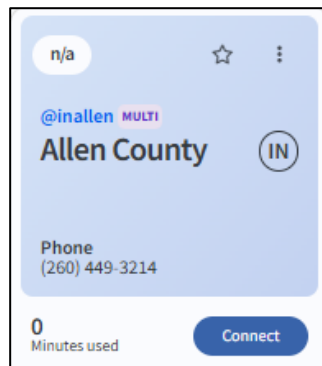 n/a
@inallen MULTI
Allen County IN
Phone
(260) 449-3214
0
Minutes used
Connect